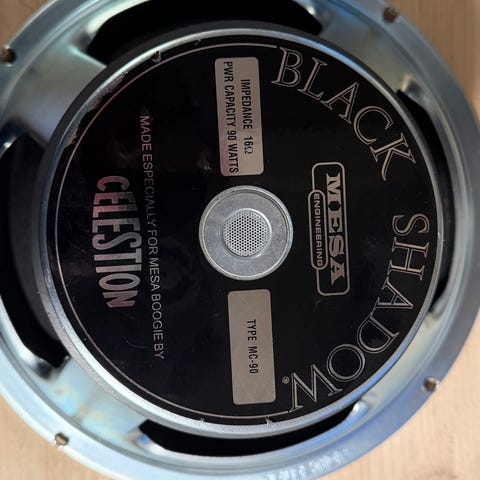 BLACK SHADOW®
MESA
ENGINEERING
IMPEDANCE 16Ω
PWR CAPACITY 90 WATTS
TYPE MC-90
MADE ESPECIALLY FOR MESA BOOGIE BY
CELESTION